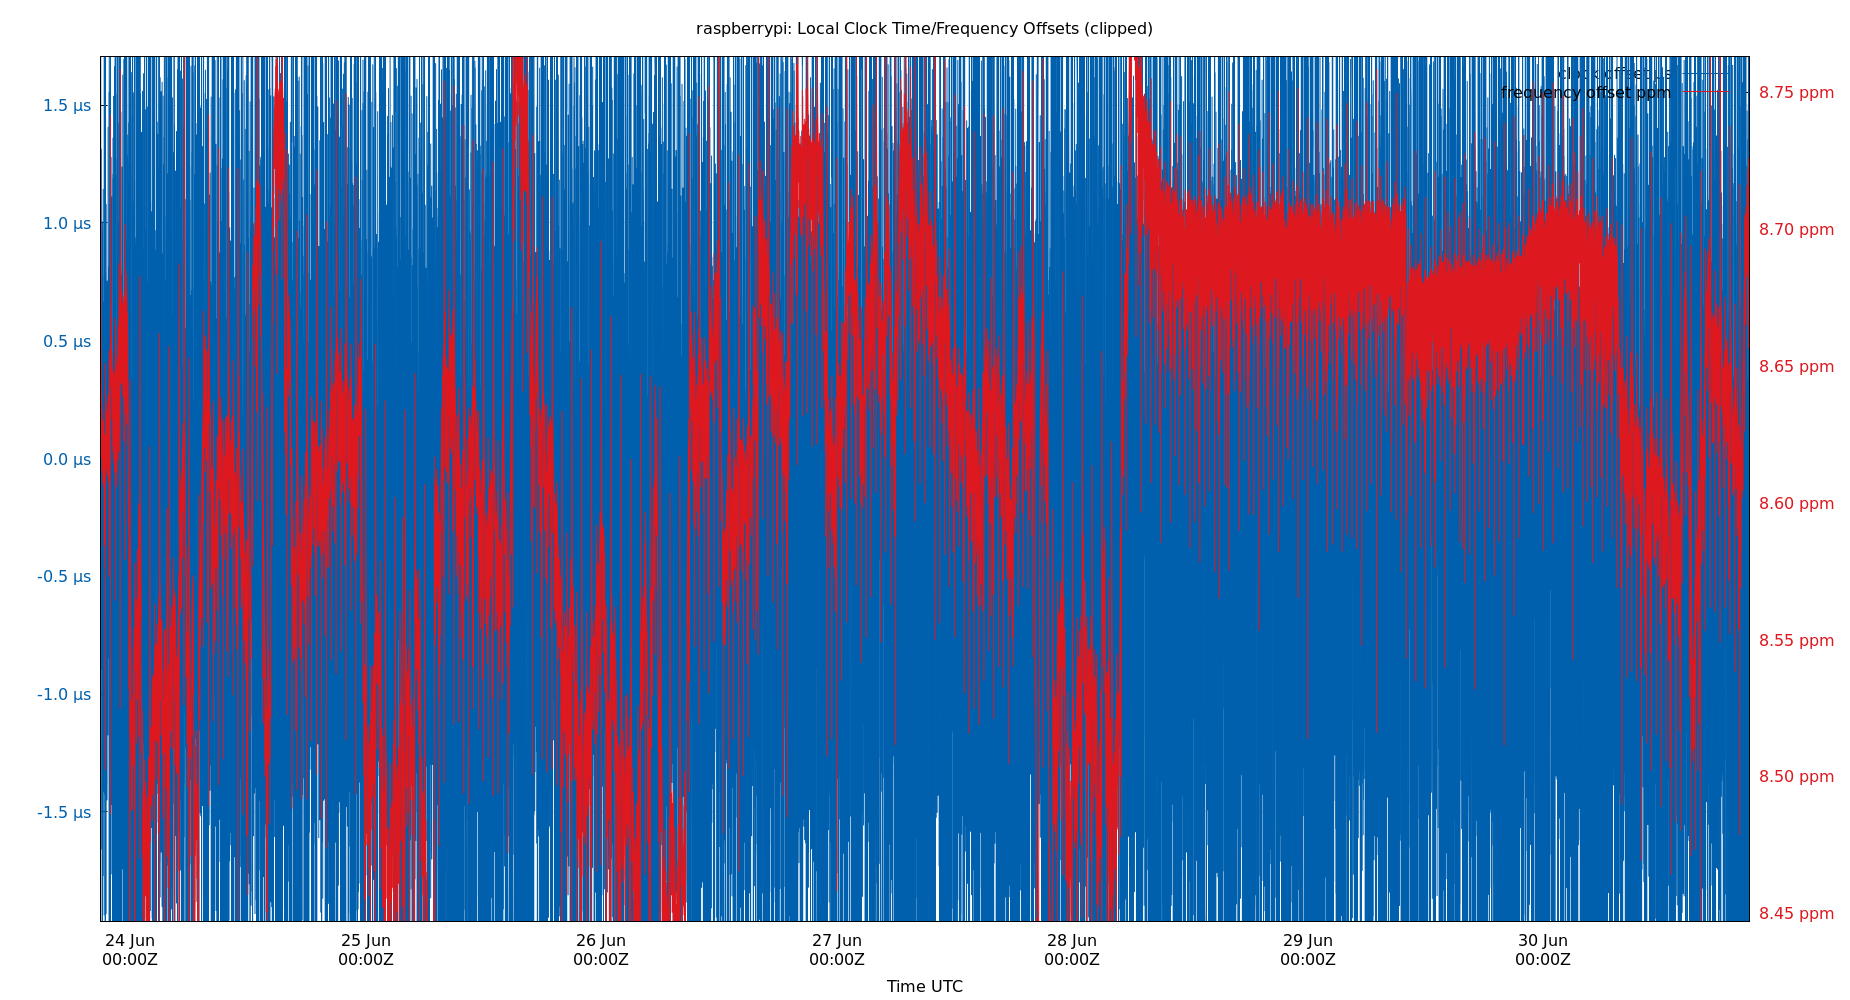 raspberrypi: Local Clock Time/Frequency Offsets (clipped)
clock offset µs
frequency offset ppm
1.5 µs
1.0 µs
0.5 µs
0.0 µs
-0.5 µs
-1.0 µs
-1.5 µs
8.75 ppm
8.70 ppm
8.65 ppm
8.60 ppm
8.55 ppm
8.50 ppm
8.45 ppm
24 Jun 25 Jun 26 Jun 27 Jun 28 Jun 29 Jun 30 Jun
00:00Z 00:00Z 00:00Z 00:00Z 00:00Z 00:00Z 00:00Z
Time UTC